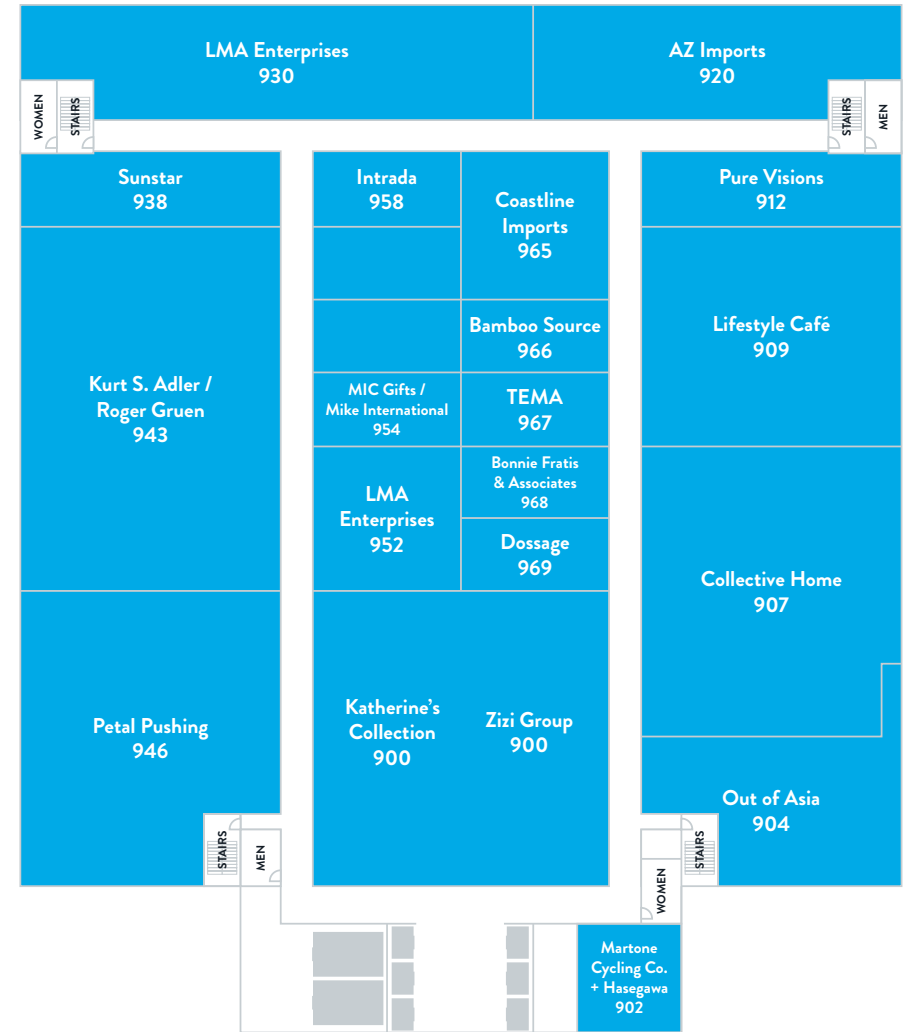 LMA Enterprises
930
AZ Imports
920
WOMEN
STAIRS
STAIRS
MEN
Sunstar
938
Intrada
958
Coastline
Imports
965
Pure Visions
912
Bamboo Source
966
Lifestyle Café
909
Kurt S. Adler /
Roger Gruen
943
MIC Gifts /
Mike International
954
TEMA
967
LMA
Enterprises
952
Bonnie Fratis
& Associates
968
Dossage
969
Collective Home
907
Petal Pushing
946
Katherine’s
Collection
900
Zizi Group
900
Out of Asia
904
STAIRS
MEN
WOMEN
STAIRS
Martone
Cycling Co.
+ Hasegawa
902